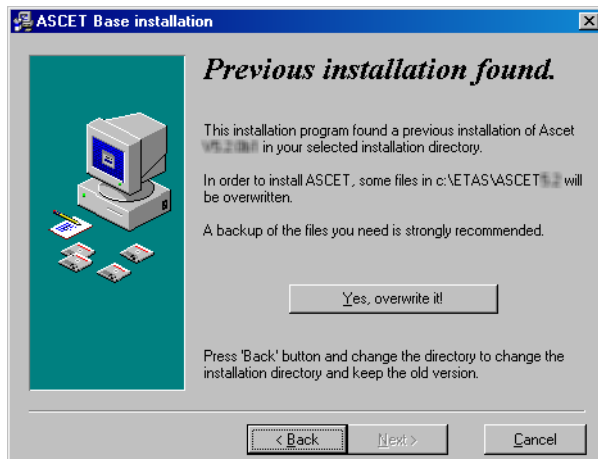 ASCET Base installation
Previous installation found.
This installation program found a previous installation of Ascet
in your selected installation directory.
In order to install ASCET, some files in c:\ETAS\ASCET will
be overwritten.
A backup of the files you need is strongly recommended.
Yes, overwrite it!
Press 'Back' button and change the directory to change the
installation directory and keep the old version.
< Back
Next >
Cancel